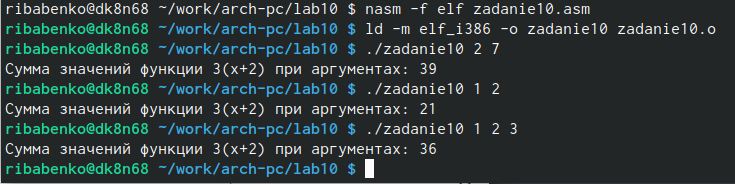 ribabenko@dk8n68 ~/work/arch-pc/lab10 $ nasm -f elf zadanie10.asm
ribabenko@dk8n68 ~/work/arch-pc/lab10 $ ld -m elf_i386 -o zadanie10 zadanie10.o
ribabenko@dk8n68 ~/work/arch-pc/lab10 $ ./zadanie10 2 7
Сумма значений функции 3(x+2) при аргументах: 39
ribabenko@dk8n68 ~/work/arch-pc/lab10 $ ./zadanie10 1 2
Сумма значений функции 3(x+2) при аргументах: 21
ribabenko@dk8n68 ~/work/arch-pc/lab10 $ ./zadanie10 1 2 3
Сумма значений функции 3(x+2) при аргументах: 36
ribabenko@dk8n68 ~/work/arch-pc/lab10 $